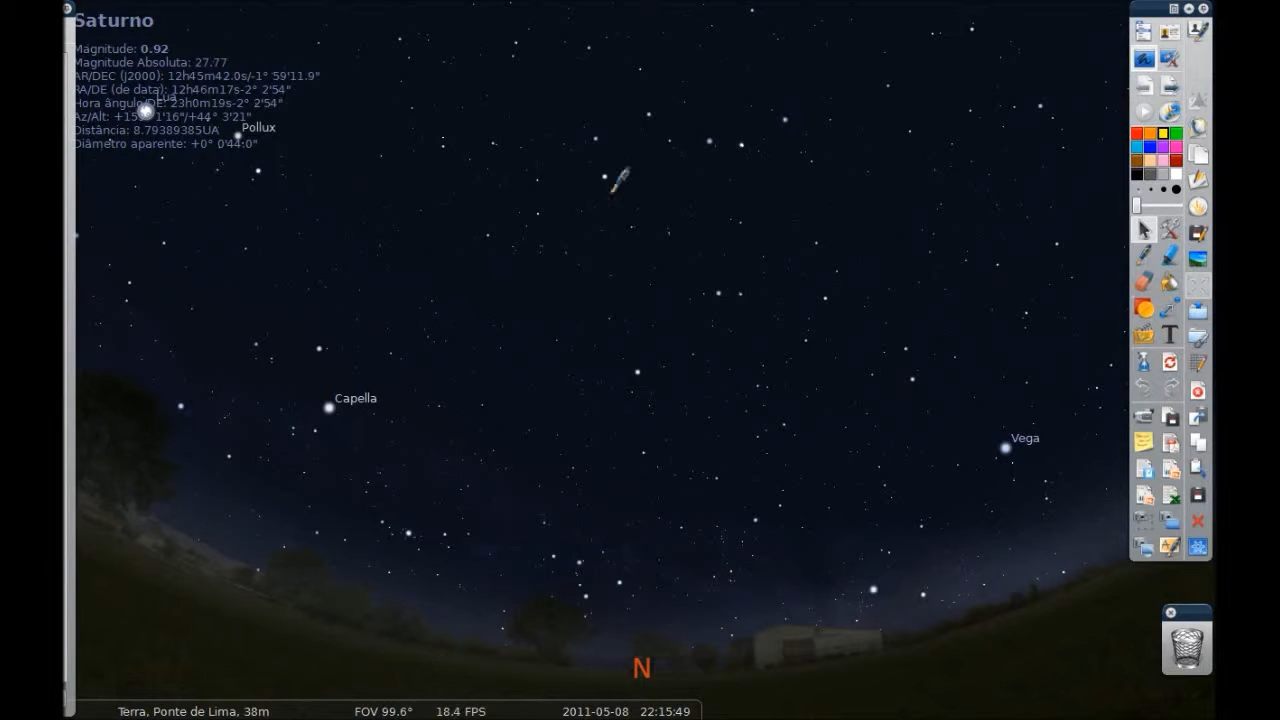 Saturno
Magnitude: 0.92
Magnitude Absoluta: 27.77
AR/DEC (J2000): 12h45m42.0s/-1° 59'11.9"
RA/DE (de data): 12h46m17s-2° 2'54"
Lua
Hora ângulo/DE: 23h0m19s-2° 2'54"
Distância: 8.79389385UA
Diâmetro aparente: +0° 0'44.0"
Pollux
Capella
Vega
N
Terra, Ponte de Lima, 38m FOV 99.6° 18.4 FPS 2011-05-08 22:15:49
T